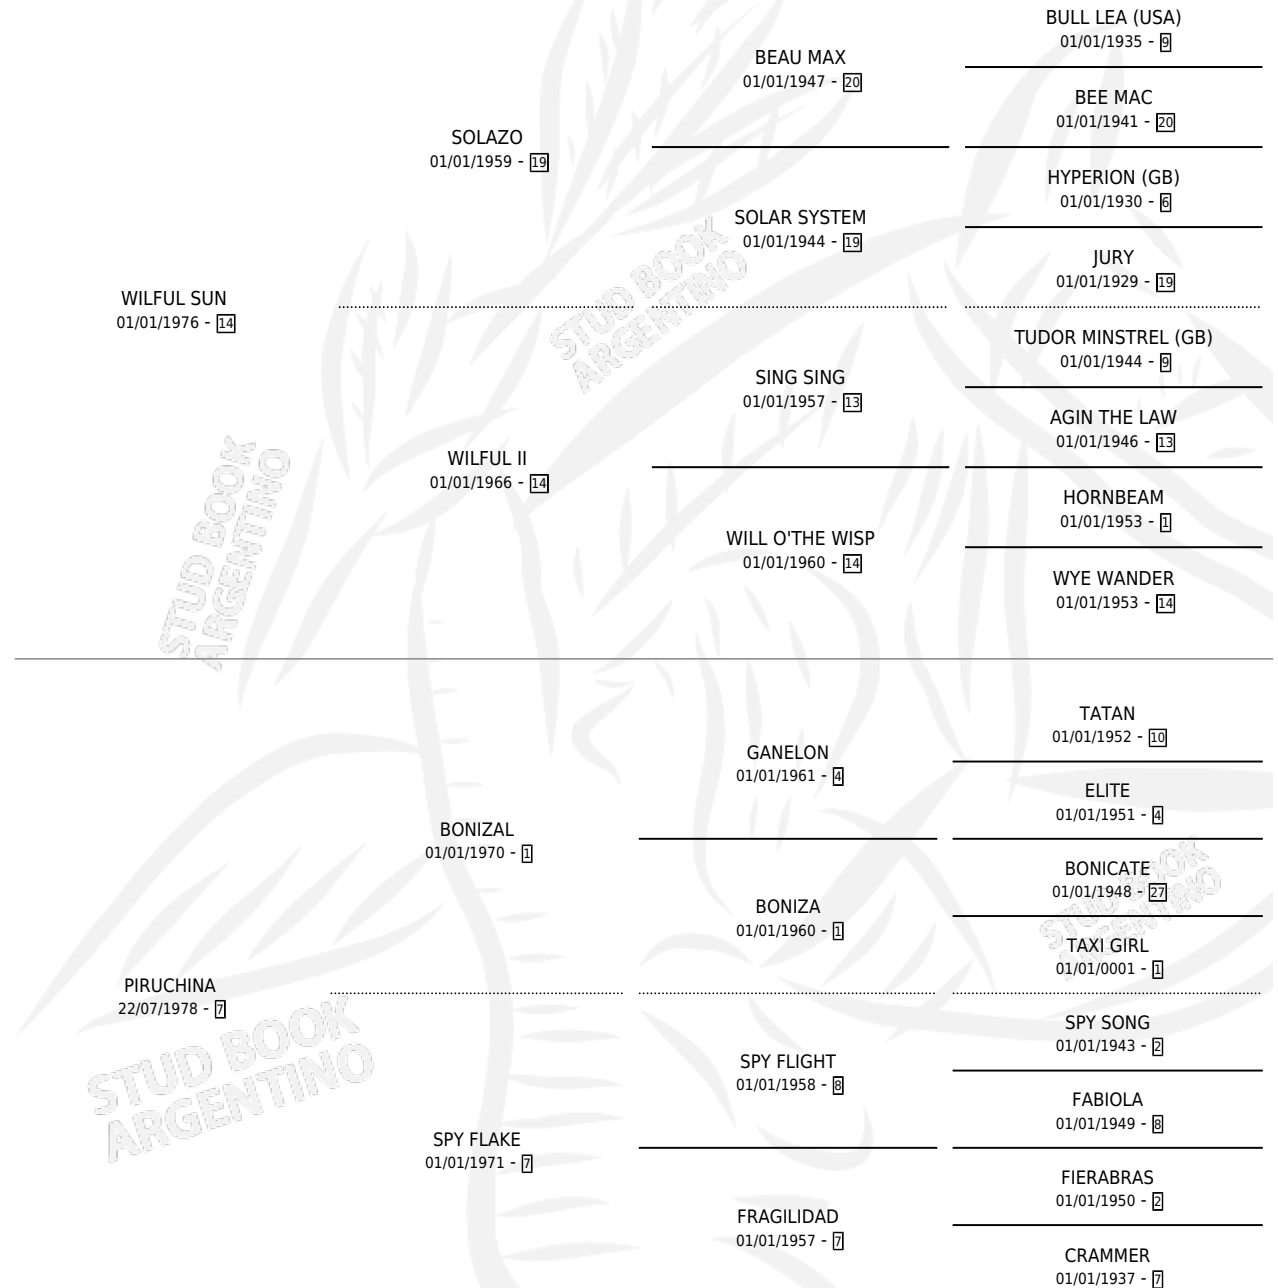 BULL LEA (USA)
01/01/1935 - 9
BEAU MAX
01/01/1947 - 20
BEE MAC
01/01/1941 - 20
SOLAZO
01/01/1959 - 19
HYPERION (GB)
01/01/1930 - 6
SOLAR SYSTEM
01/01/1944 - 19
JURY
01/01/1929 - 19
WILFUL SUN
01/01/1976 - 14
STUD BOOK
ARGENTINO
TUDOR MINSTREL (GB)
01/01/1944 - 9
SING SING
01/01/1957 - 13
AGIN THE LAW
01/01/1946 - 13
WILFUL II
01/01/1966 - 14
HORNBEAM
01/01/1953 - 1
WILL O'THE WISP
01/01/1960 - 14
WYE WANDER
01/01/1953 - 14
STUD BOOK
ARGENTINO
TATAN
01/01/1952 - 10
GANELON
01/01/1961 - 4
ELITE
01/01/1951 - 4
BONIZAL
01/01/1970 - 1
BONICATE
01/01/1948 - 27
BONIZA
01/01/1960 - 1
STUD BOOK
ARGENTINO
TAXI GIRL
01/01/0001 - 1
PIRUCHINA
22/07/1978 - 7
SPY SONG
01/01/1943 - 2
SPY FLIGHT
01/01/1958 - 8
FABIOLA
01/01/1949 - 8
STUD BOOK
ARGENTINO
SPY FLAKE
01/01/1971 - 7
FIERABRAS
01/01/1950 - 2
FRAGILIDAD
01/01/1957 - 7
CRAMMER
01/01/1937 - 7